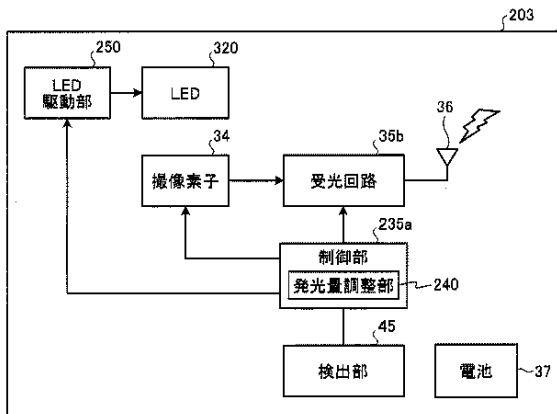 203
250
320
LED
駆動部
LED
36
34
35b
撮像素子
受光回路
235a
制御部
発光量調整部
240
45
検出部
電池
37